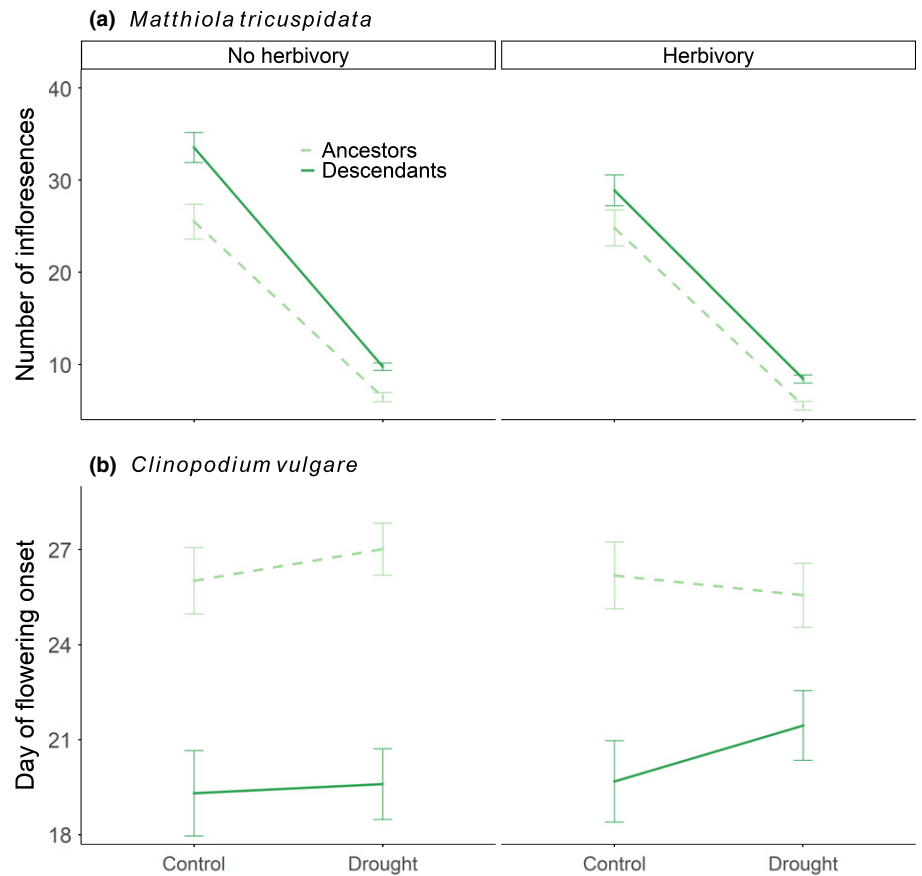 (a) Matthiola tricuspidata
No herbivory
Herbivory
Number of infloresences
40
30
20
10
Ancestors
Descendants
(b) Clinopodium vulgare
Day of flowering onset
27
24
21
18
Control
Drought
Control
Drought